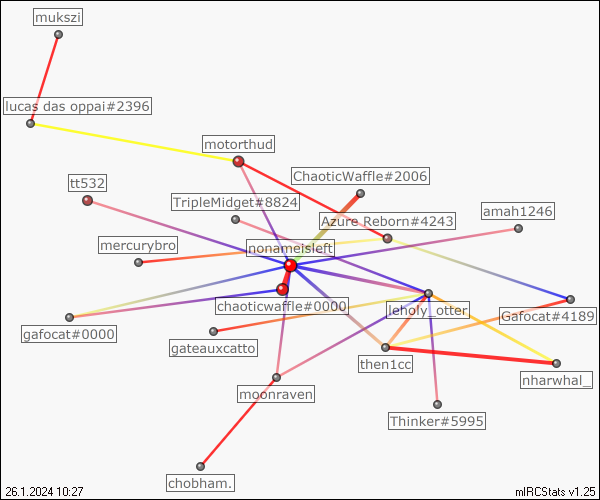 mukszi
lucas das oppai#2396
motorthud
ChaoticWaffle#2006
tt532
TripleMidget#8824
amah1246
Azure Reborn#4243
mercurybro
nonameisleft
chaoticwaffle#0000
leholy_otter
Gafocat#4189
gafocat#0000
gateauxcatto
then1cc
nharwhal_
moonraven
Thinker#5995
chobham.
26.1.2024 10:27
mIRCStats v1.25